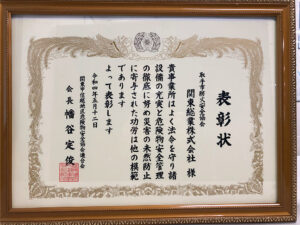 表彰状
取手市防火安全協会
関東総業株式会社 様
貴事業所はよく法令を守り諸
設備の充実と危険物安全管理
の徹底に努め災害の未然防止
に寄与された功労は他の模範
であります
よって表彰します
令和四年五月十二日
会長 幡谷定俊